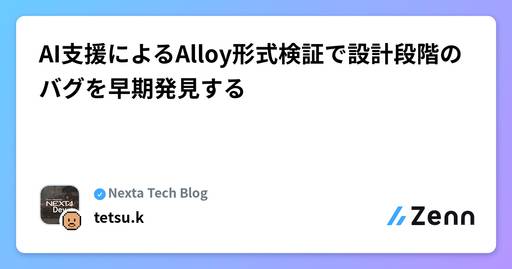 AI支援によるAlloy形式検証で設計段階の
バグを早期発見する
NEXTA
Dev
Nexta Tech Blog
tetsu.k
Zenn